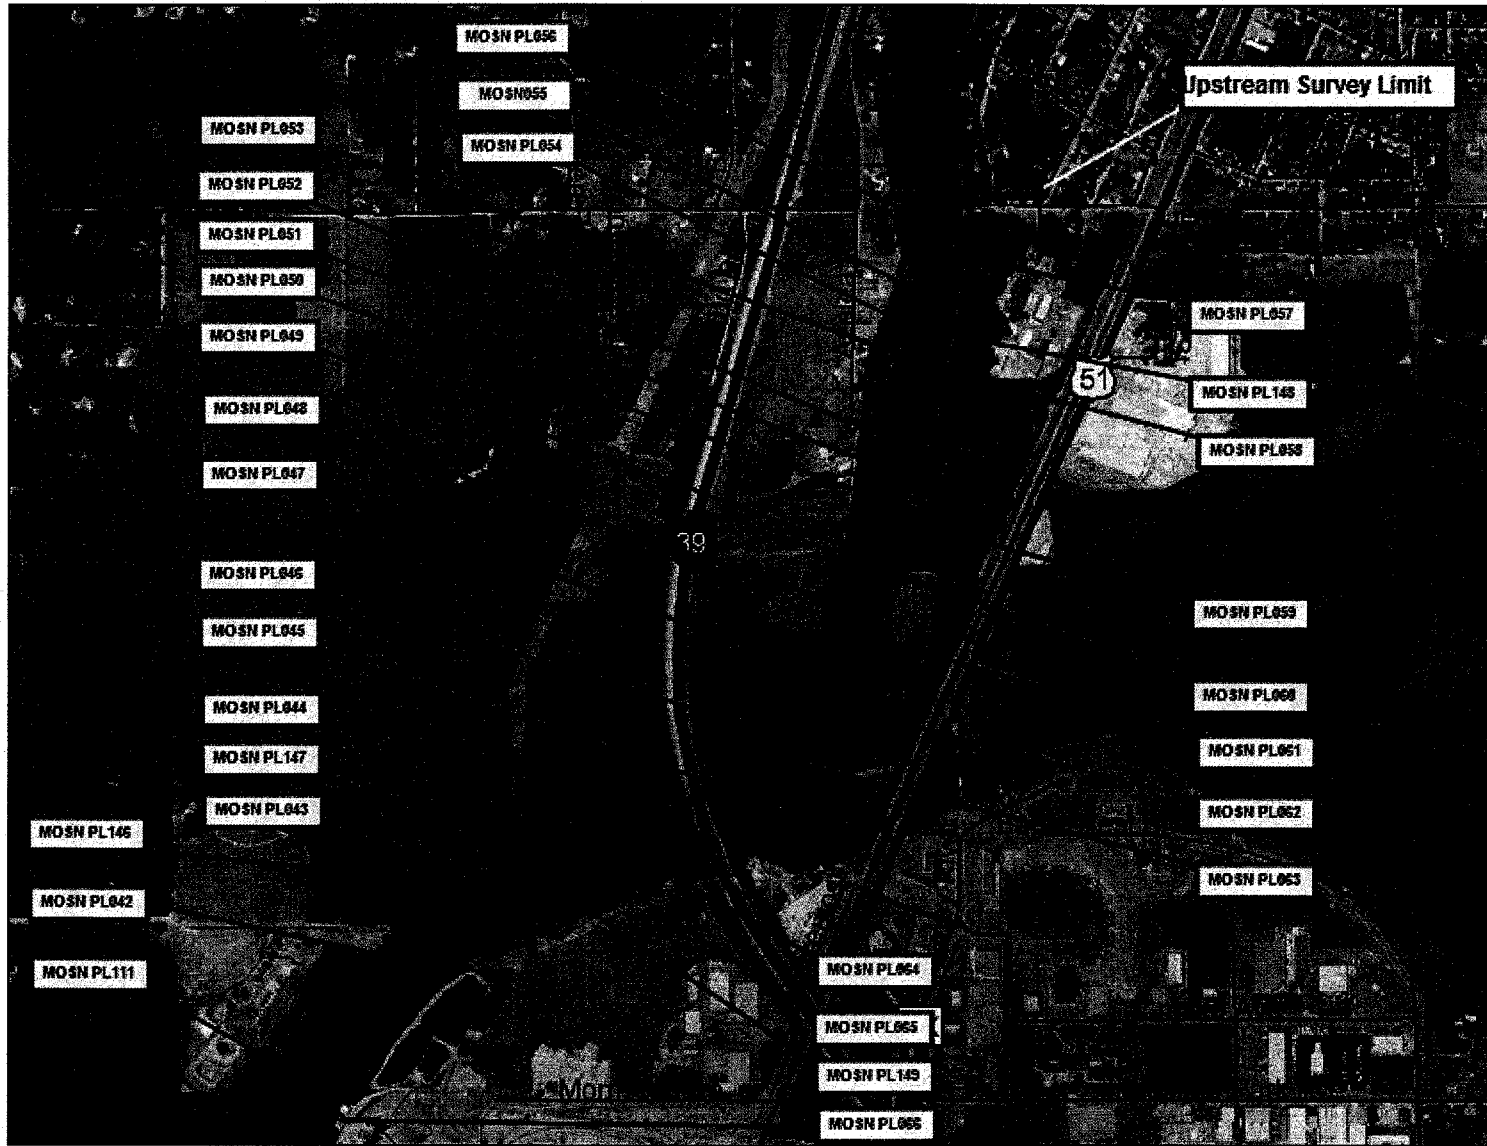 MOSN PL056
MOSN055
MOSN PL054
Upstream Survey Limit
MOSN PL053
MOSN PL052
MOSN PL051
MOSN PL050
MOSN PL049
MOSN PL048
MOSN PL047
MOSN PL046
MOSN PL045
MOSN PL044
MOSN PL147
MOSN PL043
MOSN PL146
MOSN PL042
MOSN PL111
39
51
MOSN PL057
MOSN PL058
MOSN PL059
MOSN PL060
MOSN PL061
MOSN PL062
MOSN PL063
MOSN PL064
MOSN PL065
MOSN PL149
MOSN PL066
Mon